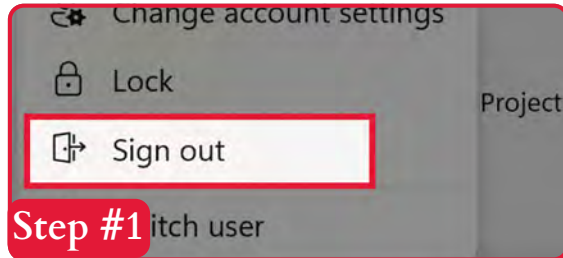 Change account settings
Lock
Project
Sign out
Step #1
itch user